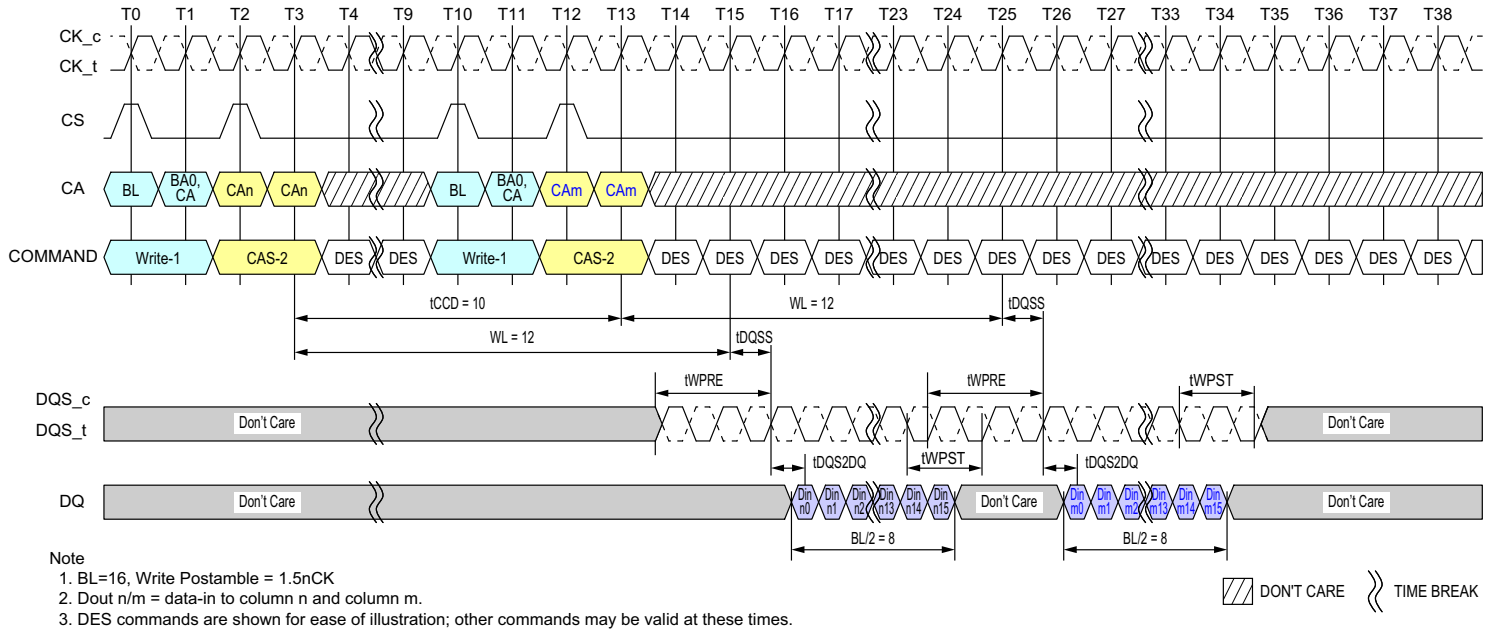 T0 T1 T2 T3 T4 T9 T10 T11 T12 T13 T14 T15 T16 T17 T23 T24 T25 T26 T27 T33 T34 T35 T36 T37 T38
CK_c
CK_t
CS
CA BL BA0, CA CAn CAn BL BA0, CA CAm CAm
COMMAND Write-1 CAS-2 DES DES Write-1 CAS-2 DES DES DES DES DES DES DES DES DES DES DES DES DES DES DES
tCCD = 10 WL = 12 tDQSS
WL = 12 tDQSS
tWPRE tWPRE tWPST
DQS_c
DQS_t Don't Care Don't Care
tDQS2DQ tWPST tDQS2DQ
DQ Don't Care Din n0 Din n1 Din n2 Din n13 Din n14 Din n15 Don't Care Din m0 Din m1 Din m2 Din m13 Din m14 Din m15 Don't Care
BL/2 = 8 BL/2 = 8
Note
1. BL=16, Write Postamble = 1.5nCK
2. Dout n/m = data-in to column n and column m.
3. DES commands are shown for ease of illustration; other commands may be valid at these times.
DON'T CARE TIME BREAK